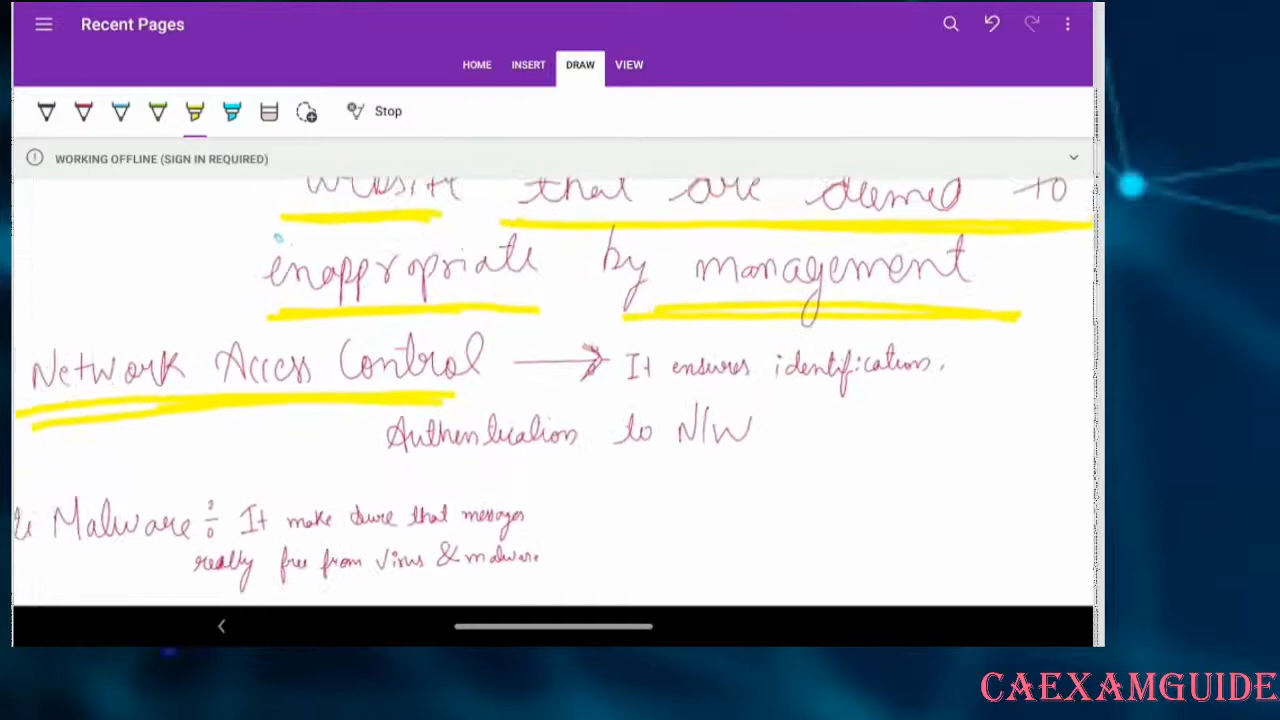 Recent Pages
HOME INSERT DRAW VIEW
Stop
WORKING OFFLINE (SIGN IN REQUIRED)
website that are deemed to
inappropriate by management
Network Access Control → It ensures identification,
Authentication to N/W
Malware : It make sure that messages
really free from Virus & malware
CAEXAMGUIDE